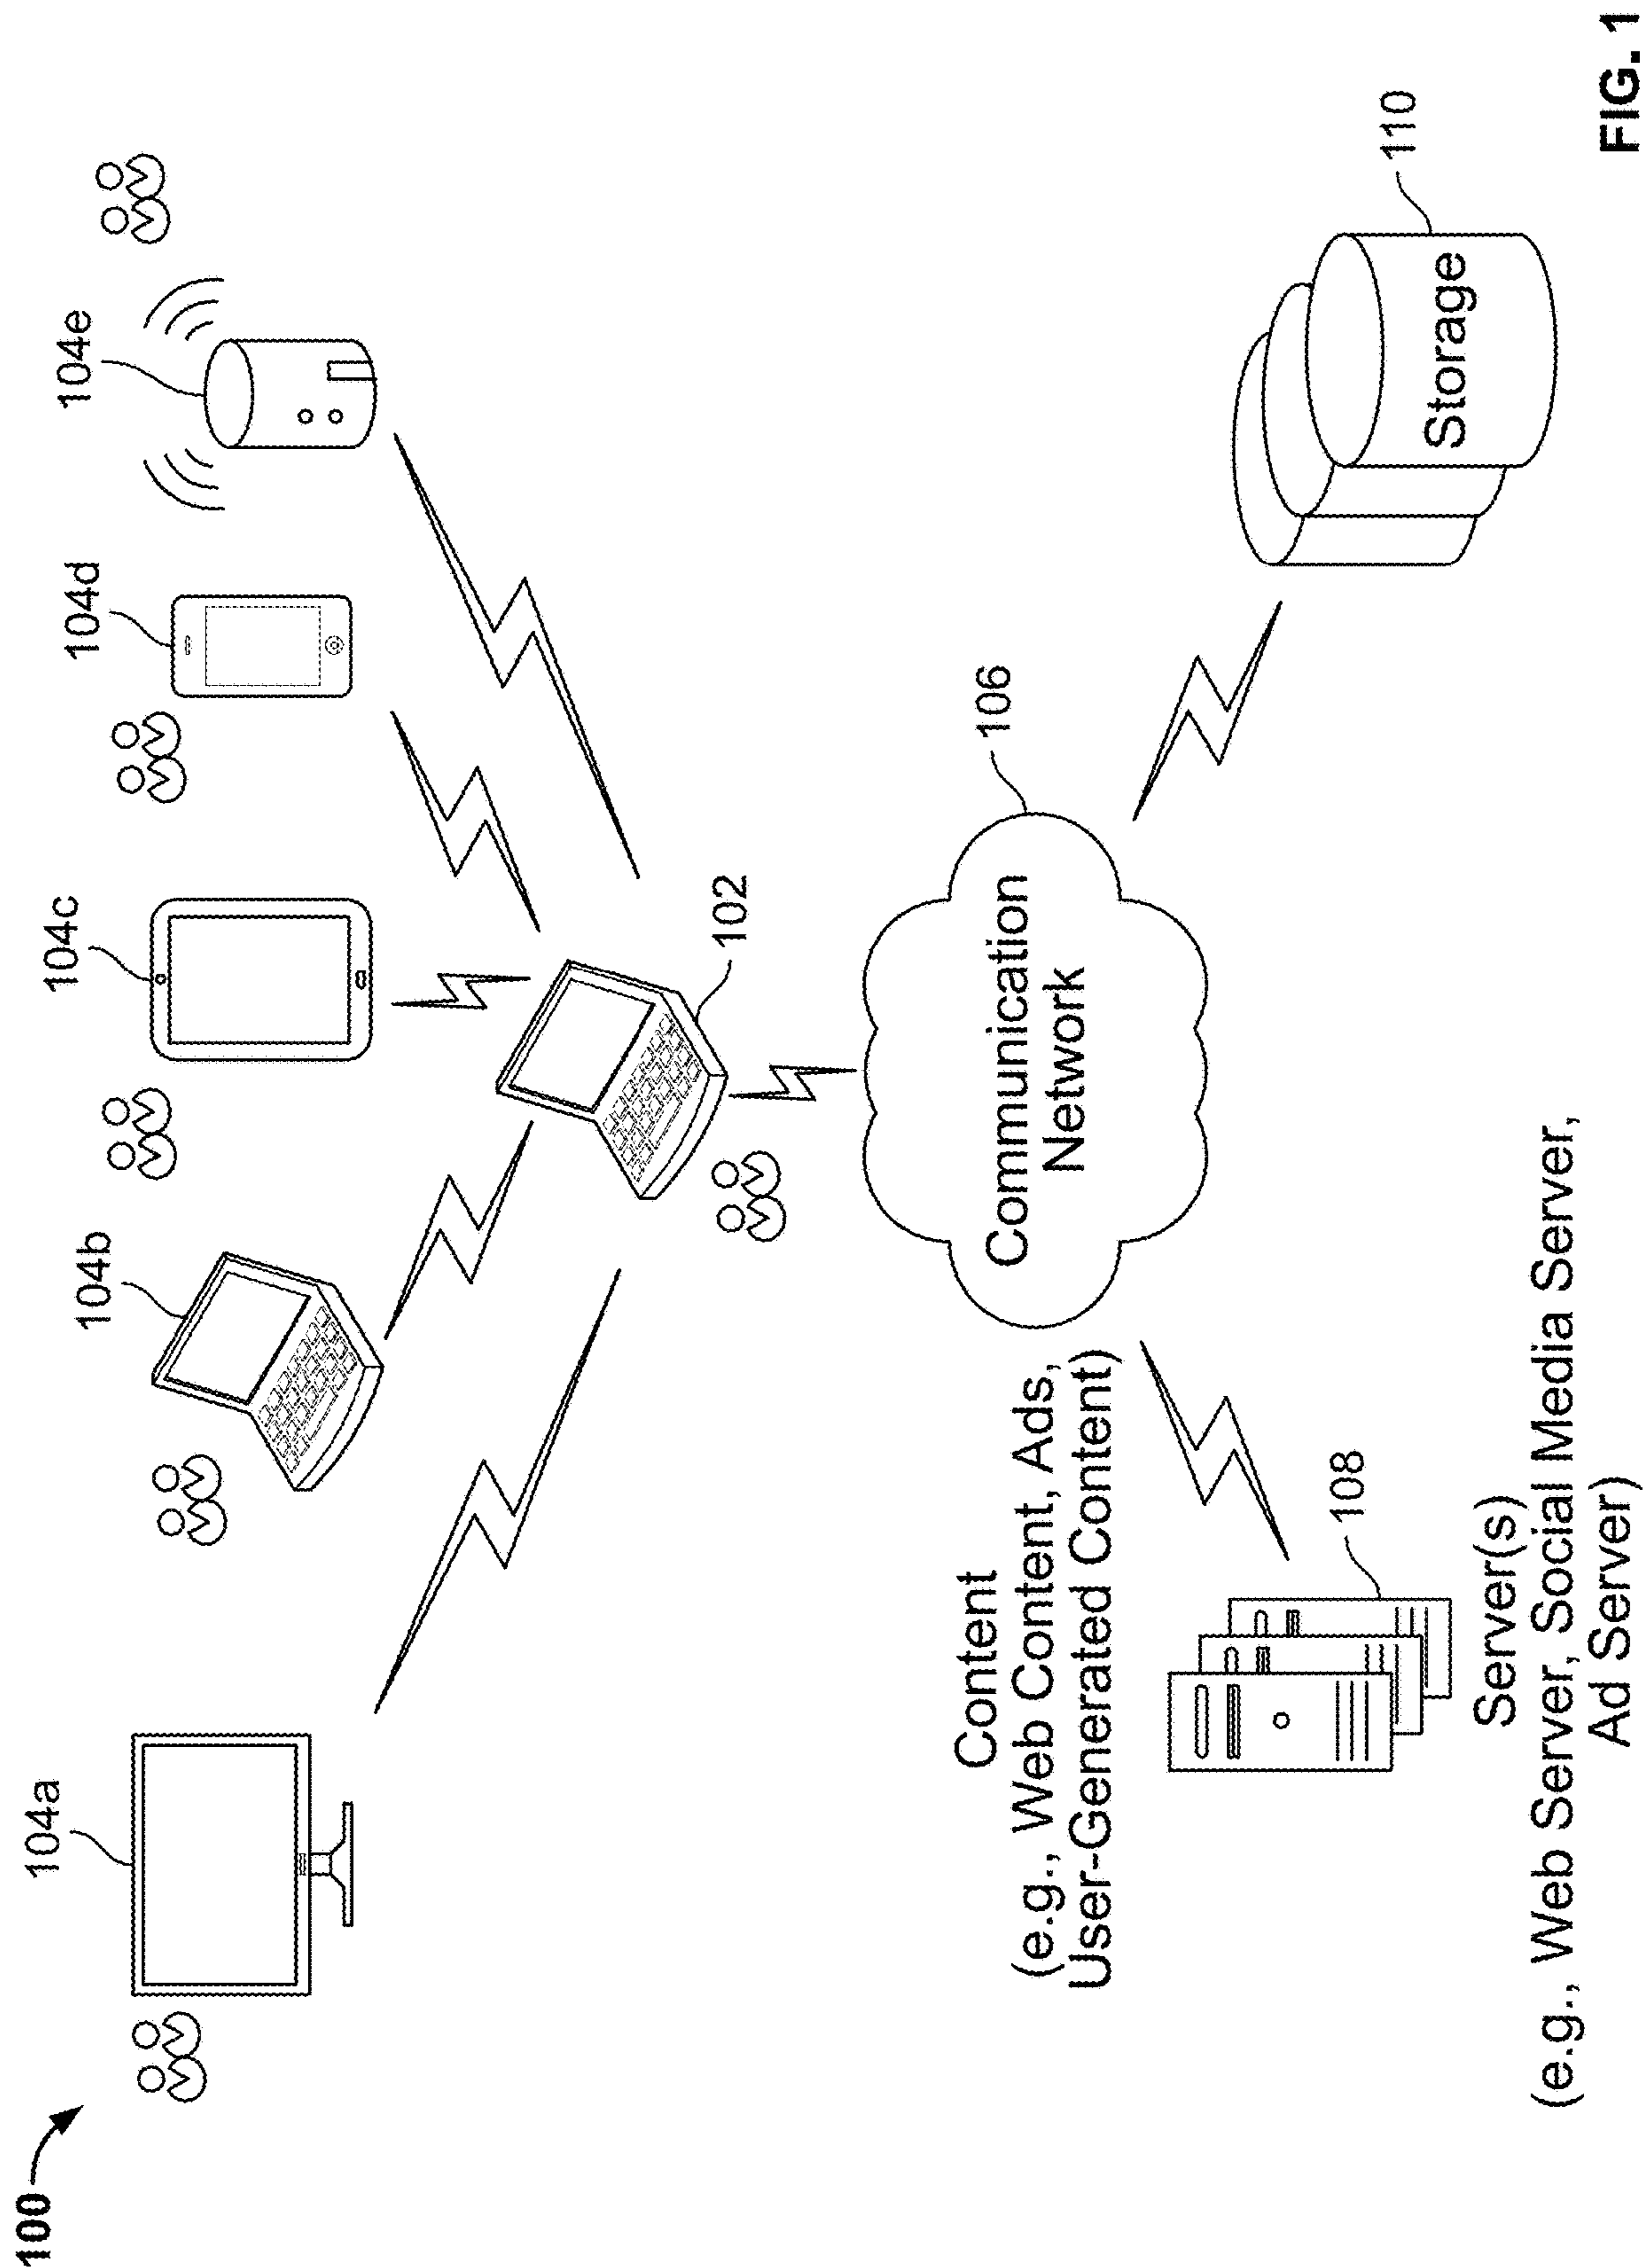 100
104a
104b
104c
104d
104e
102
106
Communication
Network
Content
(e.g., Web Content, Ads,
User-Generated Content)
108
Server(s)
(e.g., Web Server, Social Media Server,
Ad Server)
110
Storage
FIG. 1